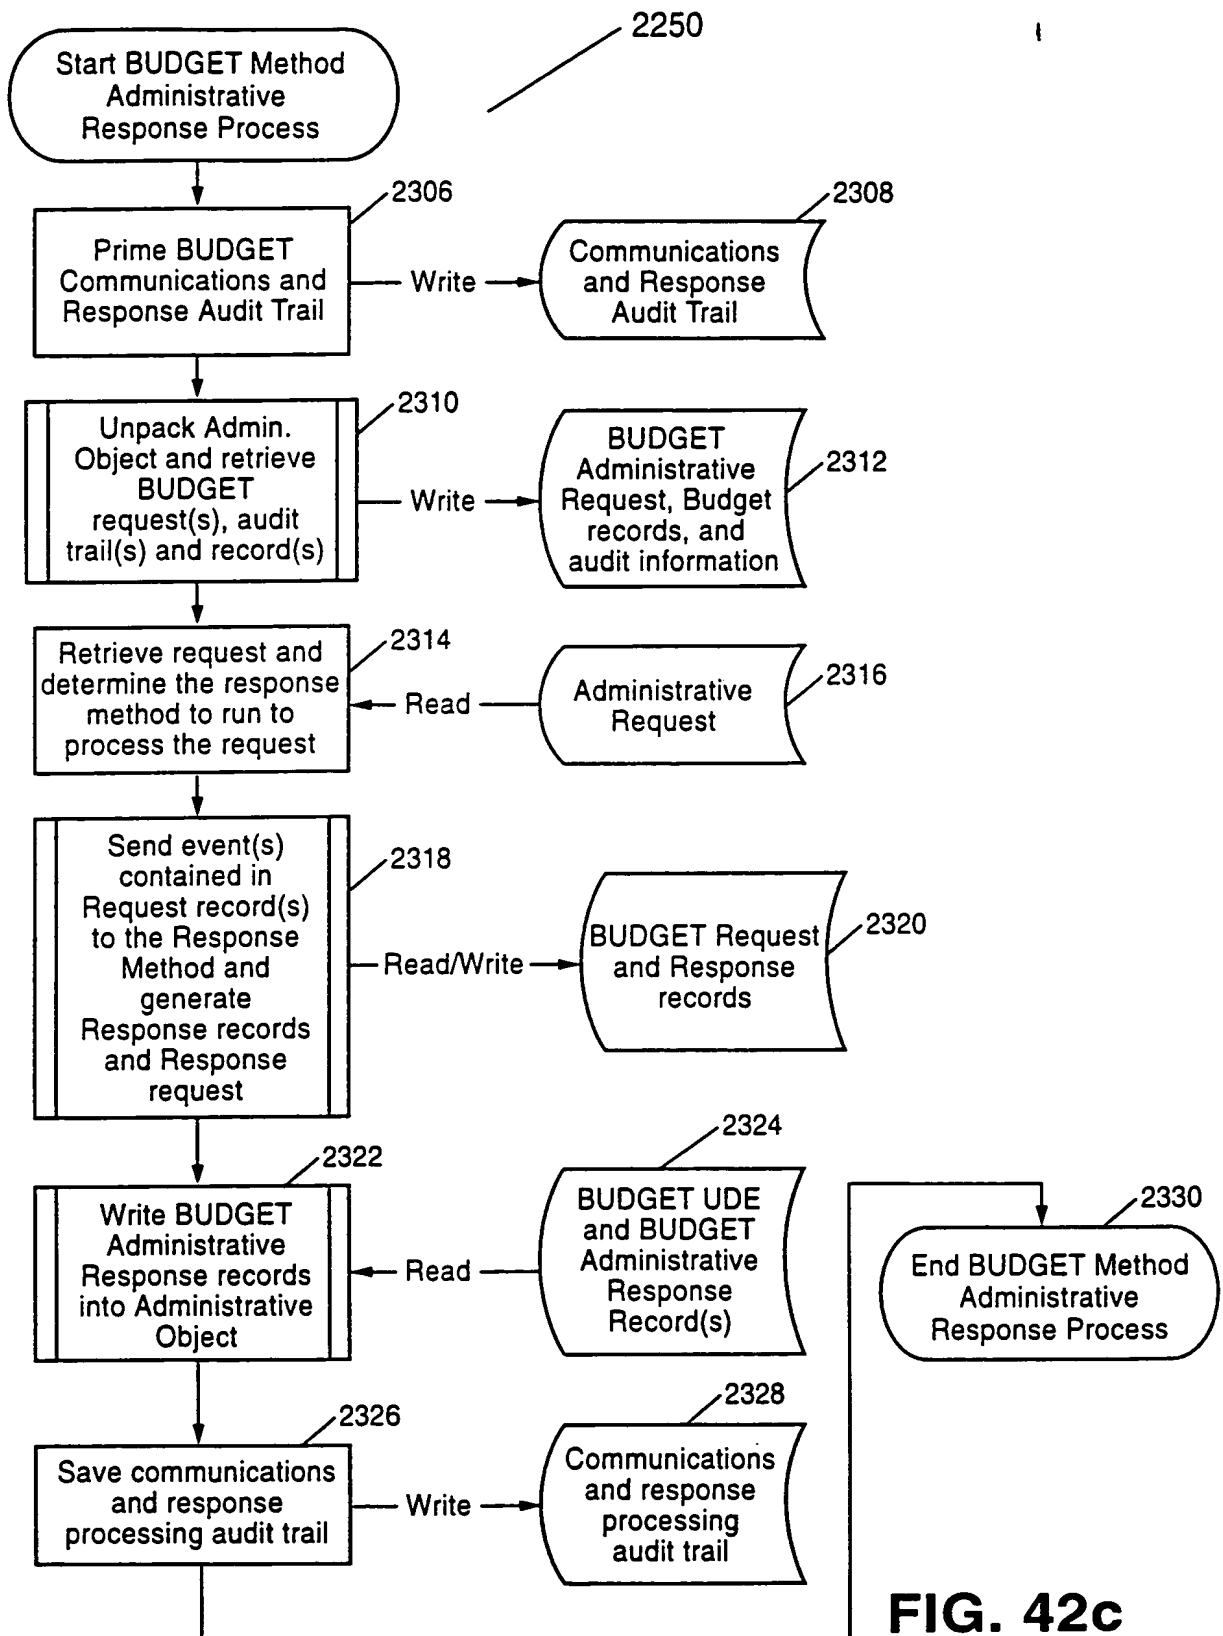 2250
Start BUDGET Method
Administrative
Response Process
2306
Prime BUDGET
Communications and
Response Audit Trail
Write
2308
Communications
and Response
Audit Trail
2310
Unpack Admin.
Object and retrieve
BUDGET
request(s), audit
trail(s) and record(s)
Write
2312
BUDGET
Administrative
Request, Budget
records, and
audit information
2314
Retrieve request and
determine the response
method to run to
process the request
Read
2316
Administrative
Request
2318
Send event(s)
contained in
Request record(s)
to the Response
Method and
generate
Response records
and Response
request
Read/Write
2320
BUDGET Request
and Response
records
2322
Write BUDGET
Administrative
Response records
into Administrative
Object
Read
2324
BUDGET UDE
and BUDGET
Administrative
Response
Record(s)
2326
Save communications
and response
processing audit trail
Write
2328
Communications
and response
processing
audit trail
2330
End BUDGET Method
Administrative
Response Process
FIG. 42c